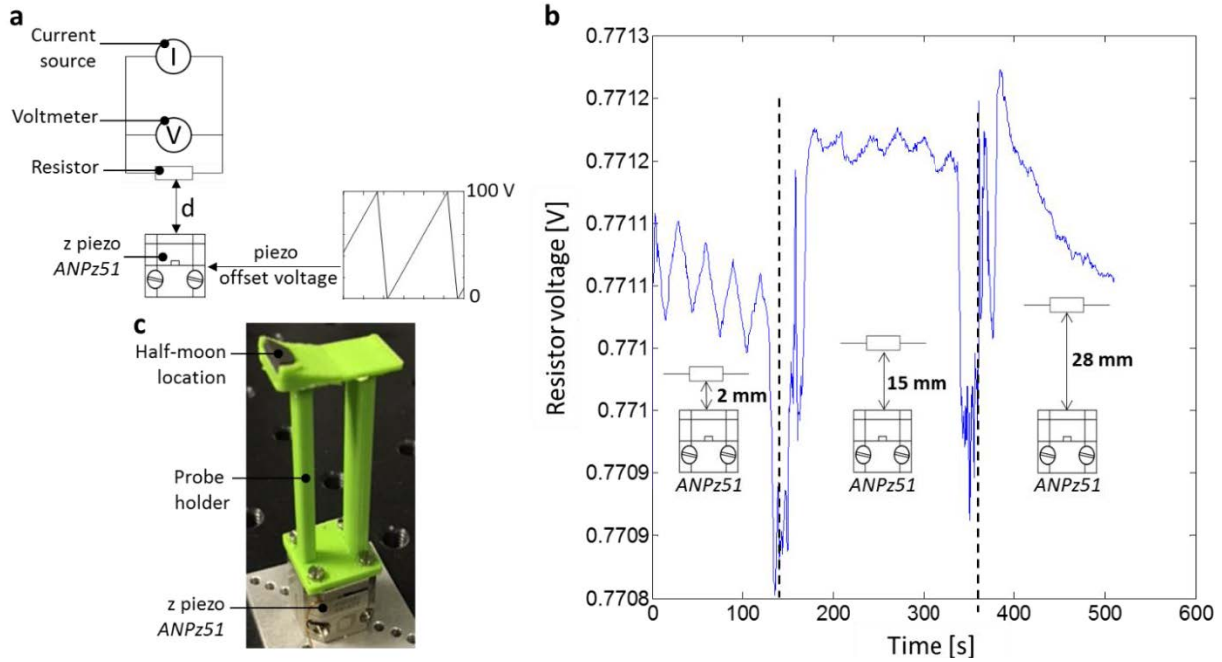 a
Current
source
I
Voltmeter
V
Resistor
d
z piezo
ANPz51
piezo
offset voltage
100 V
0
c
Half-moon
location
Probe
holder
z piezo
ANPz51
b
Resistor voltage [V]
0.7713
0.7712
0.7712
0.7711
0.7711
0.771
0.771
0.7709
0.7709
0.7708
0
100
200
300
400
500
600
Time [s]
2 mm
ANPz51
15 mm
ANPz51
28 mm
ANPz51